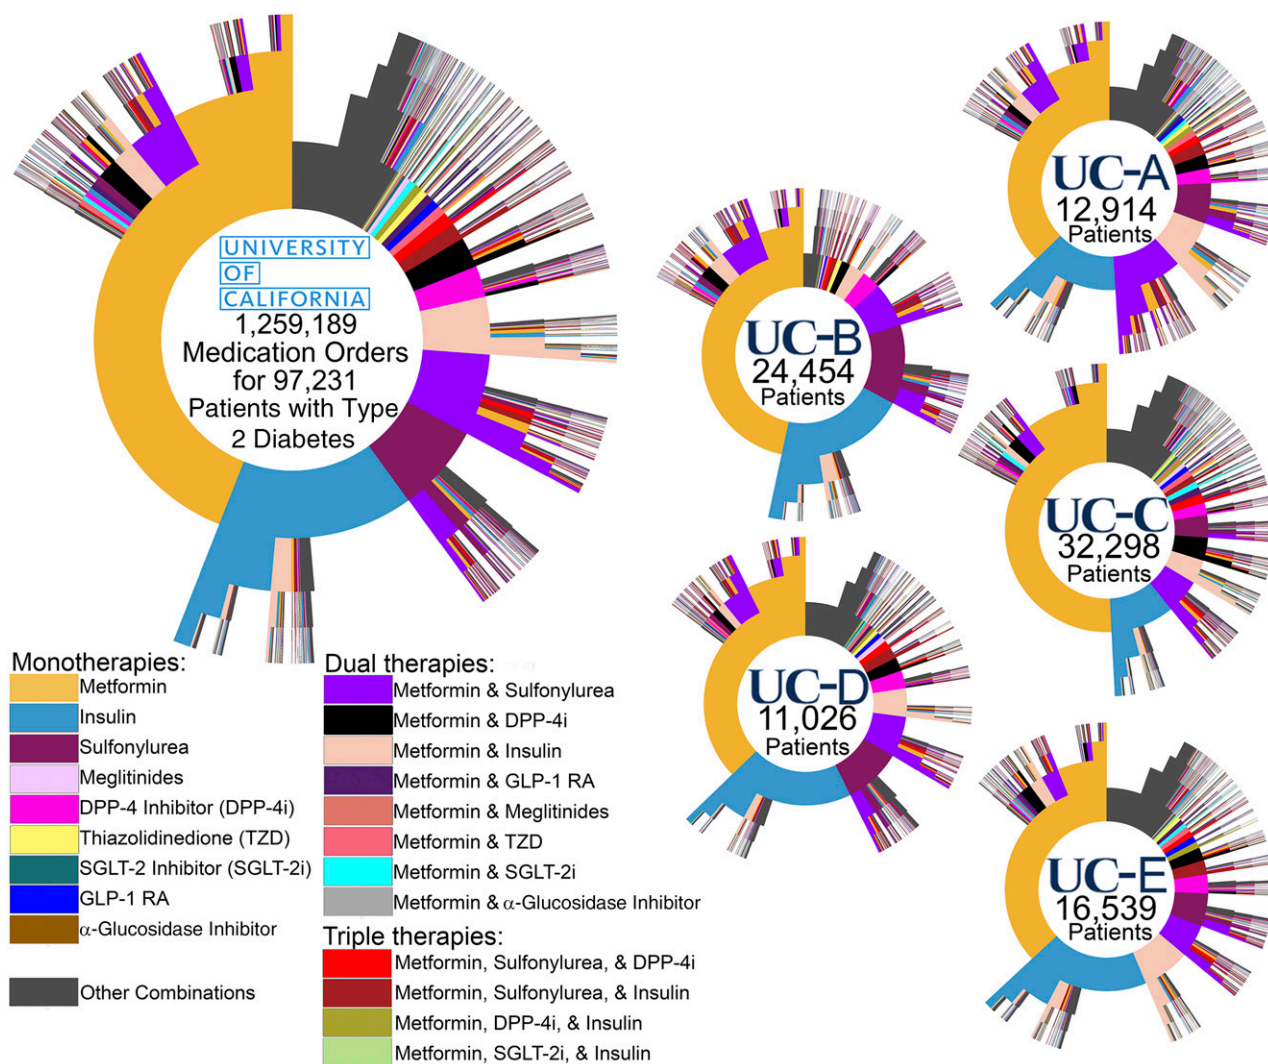 UNIVERSITY
OF
CALIFORNIA
1,259,189
Medication Orders
for 97,231
Patients with Type
2 Diabetes
UC-A
12,914
Patients
UC-B
24,454
Patients
UC-C
32,298
Patients
UC-D
11,026
Patients
UC-E
16,539
Patients
Monotherapies:
Metformin
Insulin
Sulfonylurea
Meglitinides
DPP-4 Inhibitor (DPP-4i)
Thiazolidinedione (TZD)
SGLT-2 Inhibitor (SGLT-2i)
GLP-1 RA
α-Glucosidase Inhibitor
Other Combinations
Dual therapies:
Metformin & Sulfonylurea
Metformin & DPP-4i
Metformin & Insulin
Metformin & GLP-1 RA
Metformin & Meglitinides
Metformin & TZD
Metformin & SGLT-2i
Metformin & α-Glucosidase Inhibitor
Triple therapies:
Metformin, Sulfonylurea, & DPP-4i
Metformin, Sulfonylurea, & Insulin
Metformin, DPP-4i, & Insulin
Metformin, SGLT-2i, & Insulin